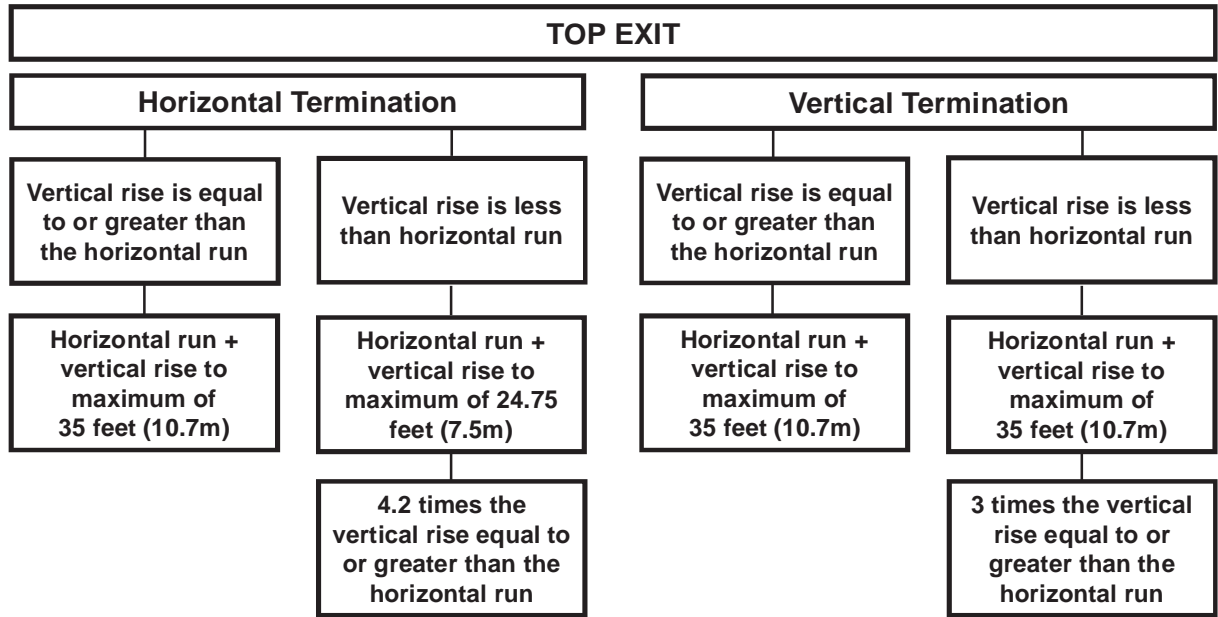 TOP EXIT
Horizontal Termination
Vertical rise is equal
to or greater than
the horizontal run
Horizontal run +
vertical rise to
maximum of
35 feet (10.7m)
Vertical rise is less
than horizontal run
Horizontal run +
vertical rise to
maximum of 24.75
feet (7.5m)
4.2 times the
vertical rise equal to
or greater than the
horizontal run
Vertical Termination
Vertical rise is equal
to or greater than
the horizontal run
Horizontal run +
vertical rise to
maximum of
35 feet (10.7m)
Vertical rise is less
than horizontal run
Horizontal run +
vertical rise to
maximum of
35 feet (10.7m)
3 times the vertical
rise equal to or
greater than the
horizontal run